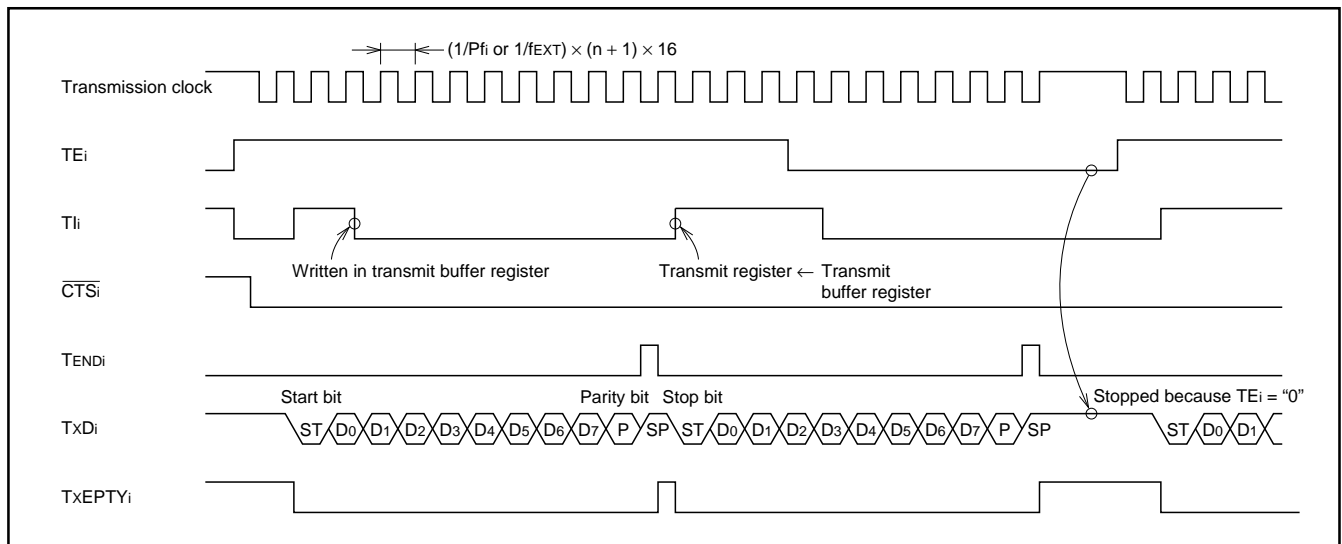 (1/Pfi or 1/fEXT) × (n + 1) × 16
Transmission clock
TEi
TIi
Written in transmit buffer register
Transmit register ← Transmit
buffer register
CTSi
TENDi
Start bit
Parity bit
Stop bit
Stopped because TEi = “0”
TxDi
ST D0 D1 D2 D3 D4 D5 D6 D7 P SP ST D0 D1 D2 D3 D4 D5 D6 D7 P SP ST D0 D1
TxEPTYi